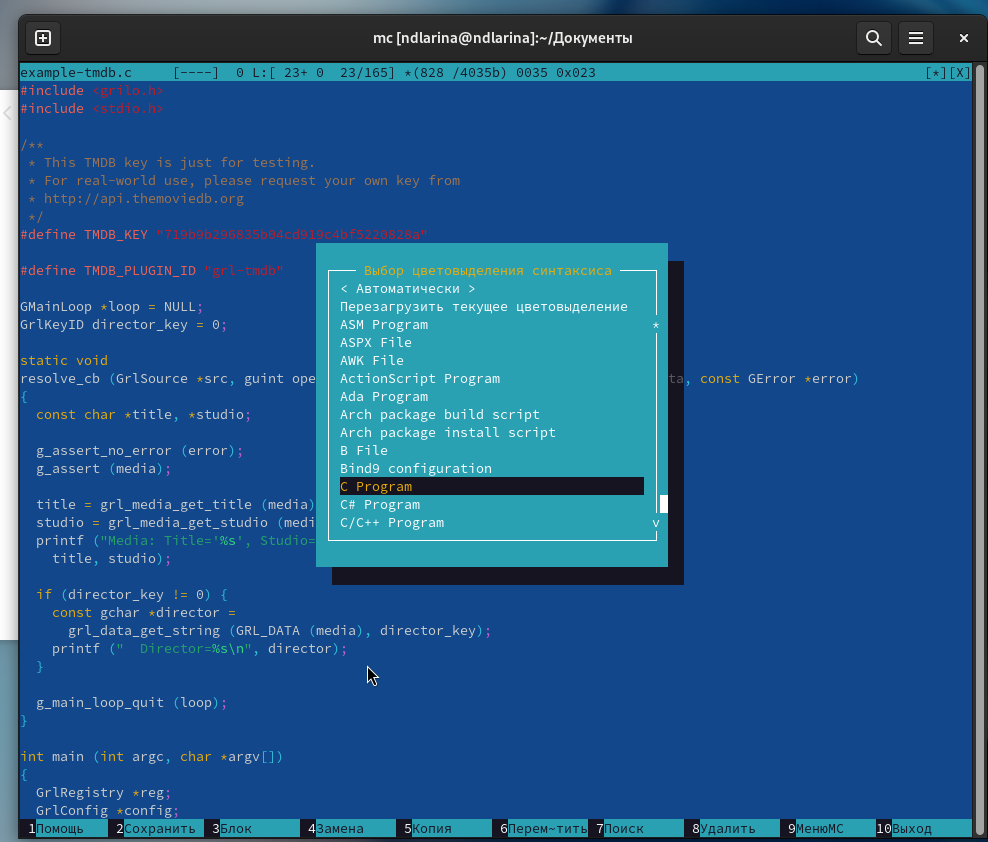 mc [ndlarina@ndlarina]:~/Документы
example-tmdb.c [----] 0 L:[ 23+ 0 23/165] *(828 /4035b) 0035 0x023 [*][X]
#include <grilo.h>
#include <stdio.h>
/**
* This TMDB key is just for testing.
* For real-world use, please request your own key from
* http://api.themoviedb.org
*/
#define TMDB_KEY "719b9b296835b04cd919c4bf5220828a"
#define TMDB_PLUGIN_ID "grl-tmdb"
GMainLoop *loop = NULL;
GrlKeyID director_key = 0;
static void
resolve_cb (GrlSource *src, guint ope ta, const GError *error)
{
const char *title, *studio;
g_assert_no_error (error);
g_assert (media);
title = grl_media_get_title (media)
studio = grl_media_get_studio (medi
printf ("Media: Title='%s', Studio=
title, studio);
if (director_key != 0) {
const gchar *director =
grl_data_get_string (GRL_DATA (media), director_key);
printf ("  Director=%s\n", director);
}
g_main_loop_quit (loop);
}
int main (int argc, char *argv[])
{
GrlRegistry *reg;
GrlConfig *config;
Выбор цветовыделения синтаксиса
< Автоматически >
Перезагрузить текущее цветовыделение
ASM Program *
ASPX File
AWK File
ActionScript Program
Ada Program
Arch package build script
Arch package install script
B File
Bind9 configuration
C Program
C# Program
C/C++ Program v
1Помощь 2Сохранить 3Блок 4Замена 5Копия 6Перем~тить 7Поиск 8Удалить 9МенюMC 10Выход